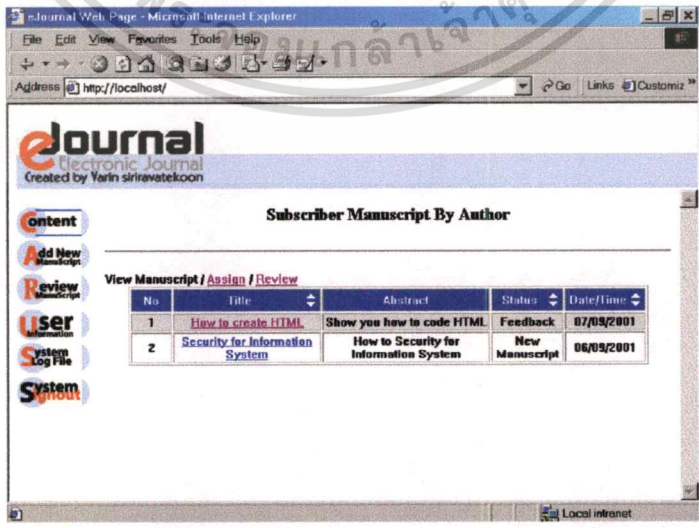 eJournal Web Page - Microsoft Internet Explorer
File Edit View Favorites Tools Help
Address http://localhost/ Go Links Customiz
eJournal
Electronic Journal
Created by Varin siriravatekoon
Content
Add New Manuscript
Review Manuscript
User Information
System Log File
System Signout
Subscriber Manuscript By Author
View Manuscript / Assign / Review
No Title Abstract Status Date/Time
1 How to create HTML Show you how to code HTML Feedback 07/09/2001
2 Security for Information System How to Security for Information System New Manuscript 06/09/2001
Local intranet